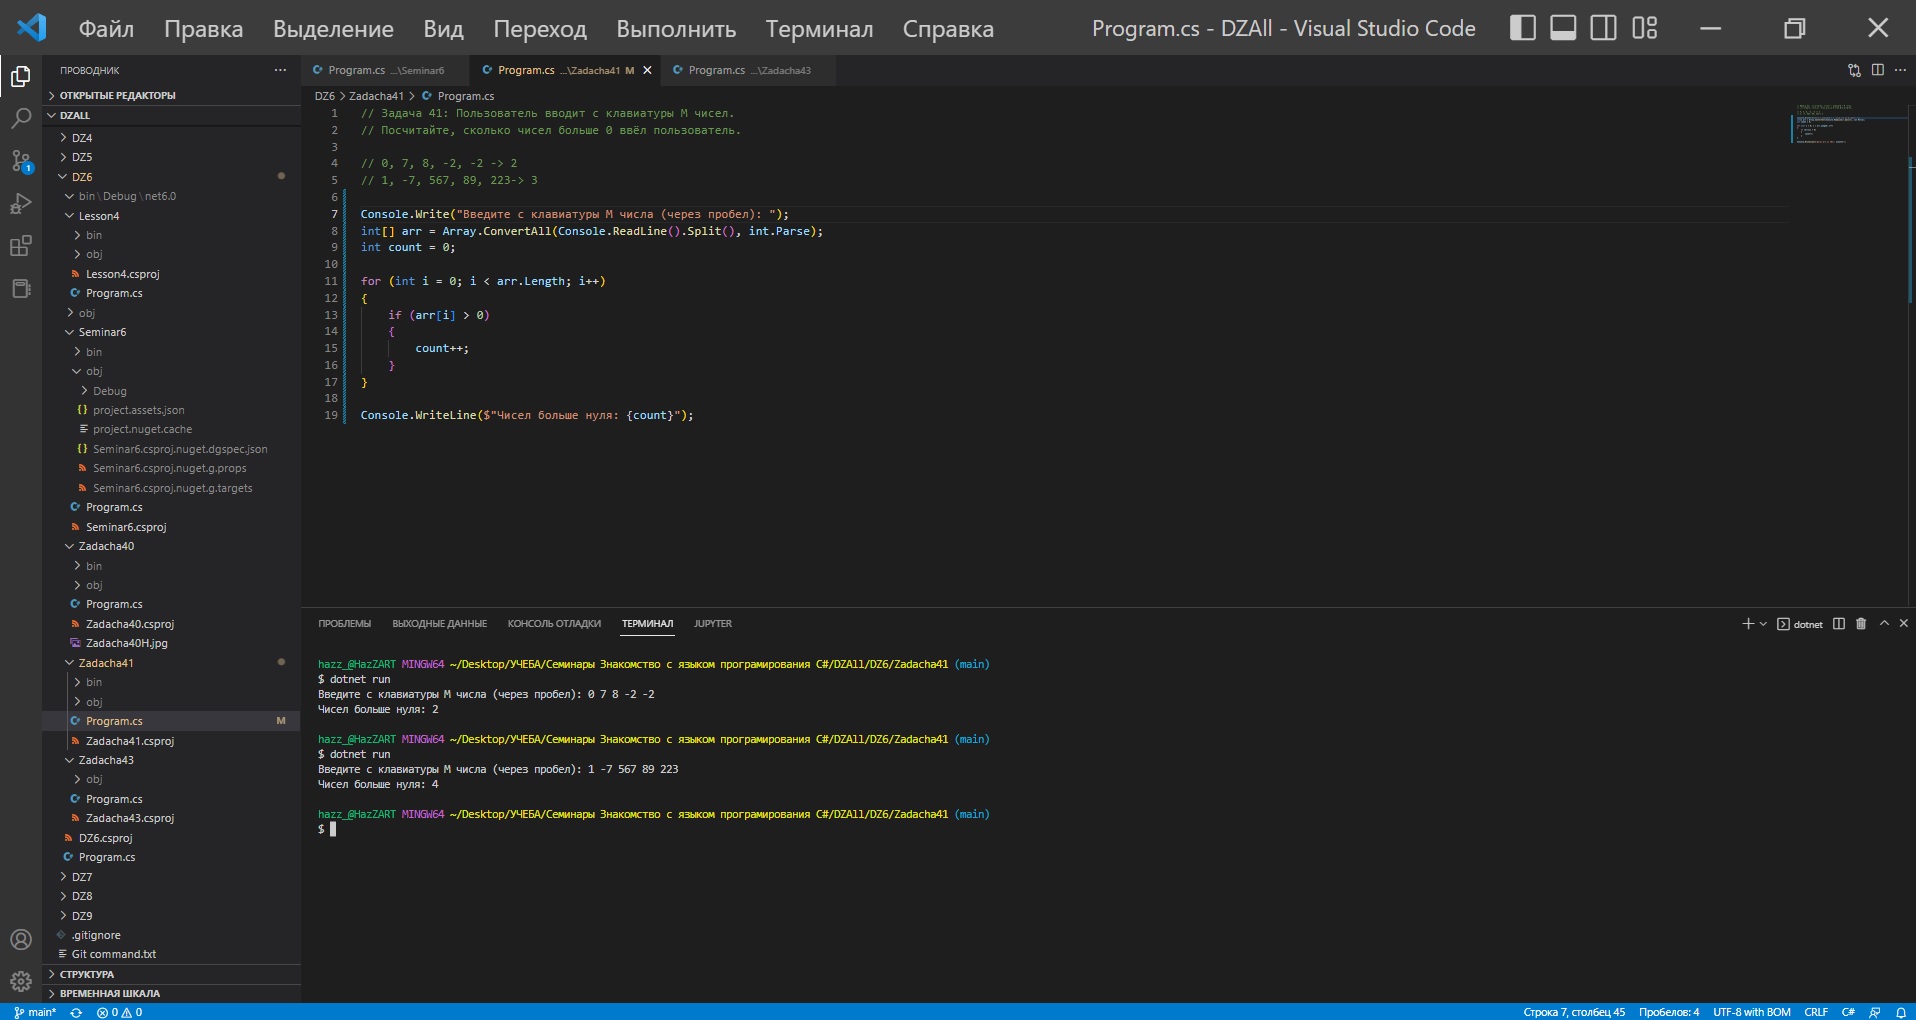 Файл Правка Выделение Вид Переход Выполнить Терминал Справка Program.cs - DZAll - Visual Studio Code
ПРОВОДНИК
ОТКРЫТЫЕ РЕДАКТОРЫ
DZALL
DZ4
DZ5
DZ6
bin\Debug\net6.0
Lesson4
bin
obj
Lesson4.csproj
Program.cs
obj
Seminar6
bin
obj
Debug
project.assets.json
project.nuget.cache
Seminar6.csproj.nuget.dgspec.json
Seminar6.csproj.nuget.g.props
Seminar6.csproj.nuget.g.targets
Program.cs
Seminar6.csproj
Zadacha40
bin
obj
Program.cs
Zadacha40.csproj
Zadacha40H.jpg
Zadacha41
bin
obj
Program.cs M
Zadacha41.csproj
Zadacha43
obj
Program.cs
Zadacha43.csproj
DZ6.csproj
Program.cs
DZ7
DZ8
DZ9
.gitignore
Git command.txt
СТРУКТУРА
ВРЕМЕННАЯ ШКАЛА
Program.cs ...\Seminar6 Program.cs ...\Zadacha41 M Program.cs ...\Zadacha43
DZ6 > Zadacha41 > Program.cs
1 // Задача 41: Пользователь вводит с клавиатуры M чисел.
2 // Посчитайте, сколько чисел больше 0 ввёл пользователь.
3
4 // 0, 7, 8, -2, -2 -> 2
5 // 1, -7, 567, 89, 223-> 3
6
7 Console.Write("Введите с клавиатуры M числа (через пробел): ");
8 int[] arr = Array.ConvertAll(Console.ReadLine().Split(), int.Parse);
9 int count = 0;
10
11 for (int i = 0; i < arr.Length; i++)
12 {
13 if (arr[i] > 0)
14 {
15 count++;
16 }
17 }
18
19 Console.WriteLine($"Чисел больше нуля: {count}");
ПРОБЛЕМЫ ВЫХОДНЫЕ ДАННЫЕ КОНСОЛЬ ОТЛАДКИ ТЕРМИНАЛ JUPYTER dotnet
hazz_@HazZART MINGW64 ~/Desktop/УЧЕБА/Семинары Знакомство с языком програмирования C#/DZAll/DZ6/Zadacha41 (main)
$ dotnet run
Введите с клавиатуры M числа (через пробел): 0 7 8 -2 -2
Чисел больше нуля: 2
hazz_@HazZART MINGW64 ~/Desktop/УЧЕБА/Семинары Знакомство с языком програмирования C#/DZAll/DZ6/Zadacha41 (main)
$ dotnet run
Введите с клавиатуры M числа (через пробел): 1 -7 567 89 223
Чисел больше нуля: 4
hazz_@HazZART MINGW64 ~/Desktop/УЧЕБА/Семинары Знакомство с языком програмирования C#/DZAll/DZ6/Zadacha41 (main)
$
main* 0 0 Строка 7, столбец 45 Пробелов: 4 UTF-8 with BOM CRLF C#